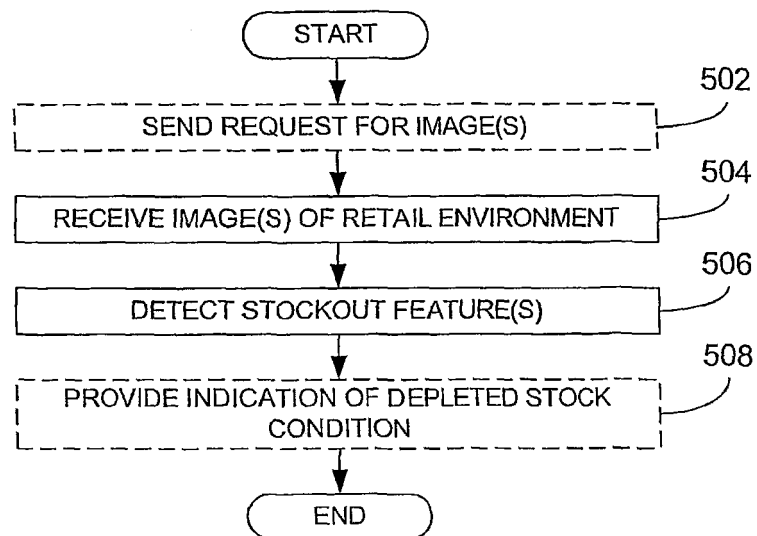 START
502
SEND REQUEST FOR IMAGE(S)
504
RECEIVE IMAGE(S) OF RETAIL ENVIRONMENT
506
DETECT STOCKOUT FEATURE(S)
508
PROVIDE INDICATION OF DEPLETED STOCK
CONDITION
END